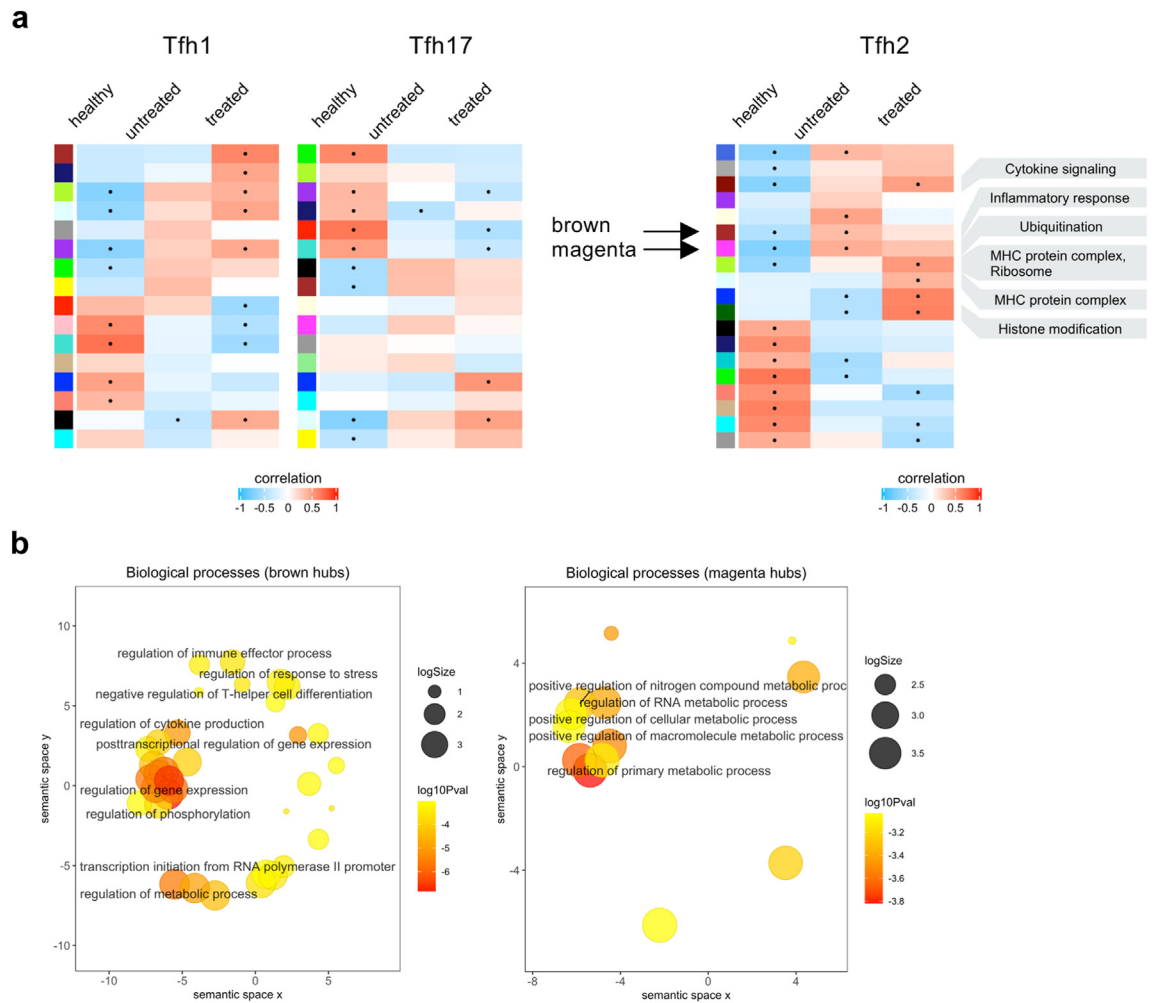 a
Tfh1
Tfh17
Tfh2
healthy
untreated
treated
healthy
untreated
treated
healthy
untreated
treated
brown
magenta
Cytokine signaling
Inflammatory response
Ubiquitination
MHC protein complex,
Ribosome
MHC protein complex
Histone modification
correlation
-1 -0.5 0 0.5 1
correlation
-1 -0.5 0 0.5 1
b
Biological processes (brown hubs)
10
5
0
-5
-10
semantic space y
regulation of immune effector process
regulation of response to stress
negative regulation of T-helper cell differentiation
regulation of cytokine production
posttranscriptional regulation of gene expression
regulation of gene expression
regulation of phosphorylation
transcription initiation from RNA polymerase II promoter
regulation of metabolic process
-10 -5 0 5
semantic space x
logSize
1
2
3
log10Pval
-4
-5
-6
Biological processes (magenta hubs)
4
0
-4
semantic space y
positive regulation of nitrogen compound metabolic proc
regulation of RNA metabolic process
positive regulation of cellular metabolic process
positive regulation of macromolecule metabolic process
regulation of primary metabolic process
-8 -4 0 4
semantic space x
logSize
2.5
3.0
3.5
log10Pval
-3.2
-3.4
-3.6
-3.8